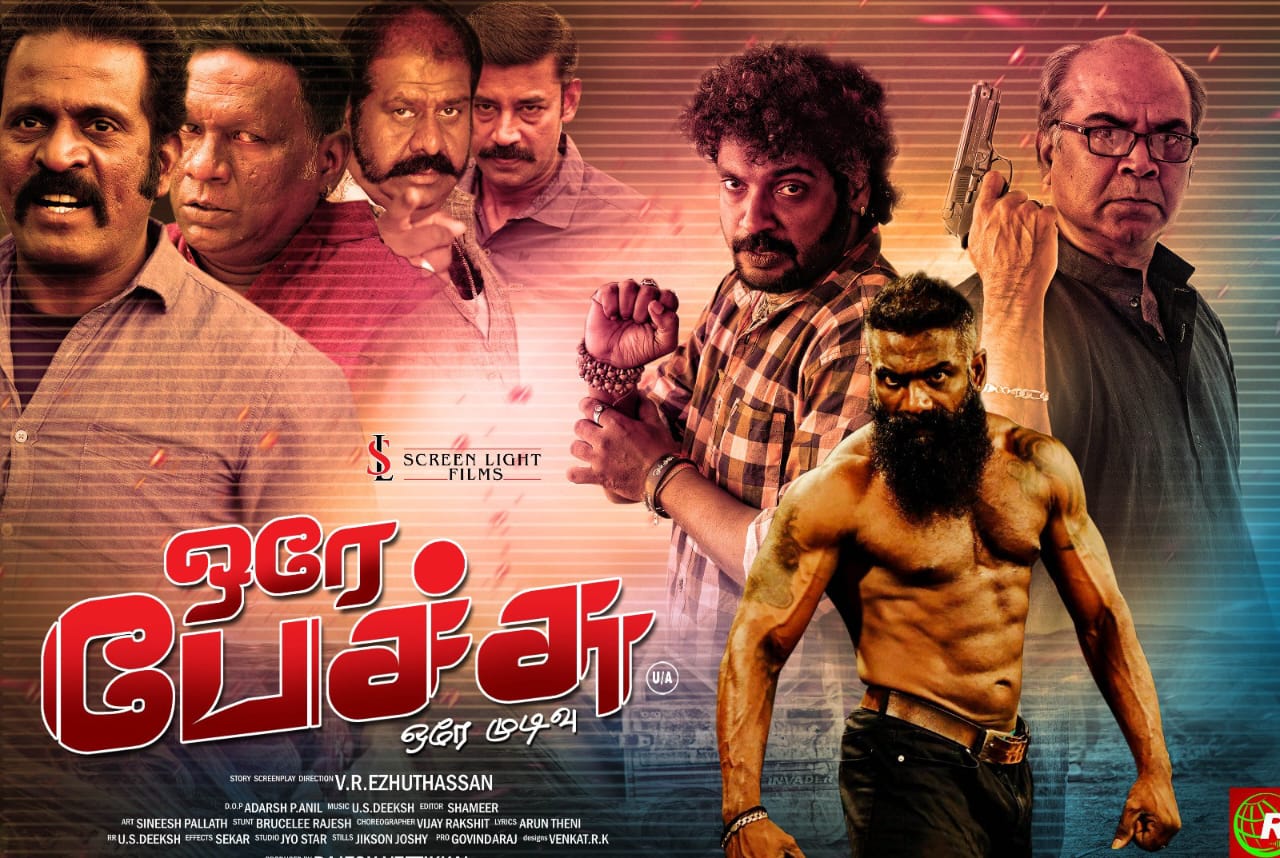 SL
SCREEN LIGHT
FILMS
ஒரே
பேச்சு
U/A
ஒரே முடிவு
STORY SCREENPLAY DIRECTION V.R.EZHUTHASSAN
D.O.P ADARSH P.ANIL MUSIC U.S.DEEKSH EDITOR SHAMEER
ART SINEESH PALLATH STUNT BRUCELEE RAJESH CHOREOGRAPHER VIJAY RAKSHIT LYRICS ARUN THENI
RR U.S.DEEKSH EFFECTS SEKAR STUDIO JYO STAR STILLS JIKSON JOSHY PRO GOVINDARAJ designs VENKAT.R.K
INVADER
R